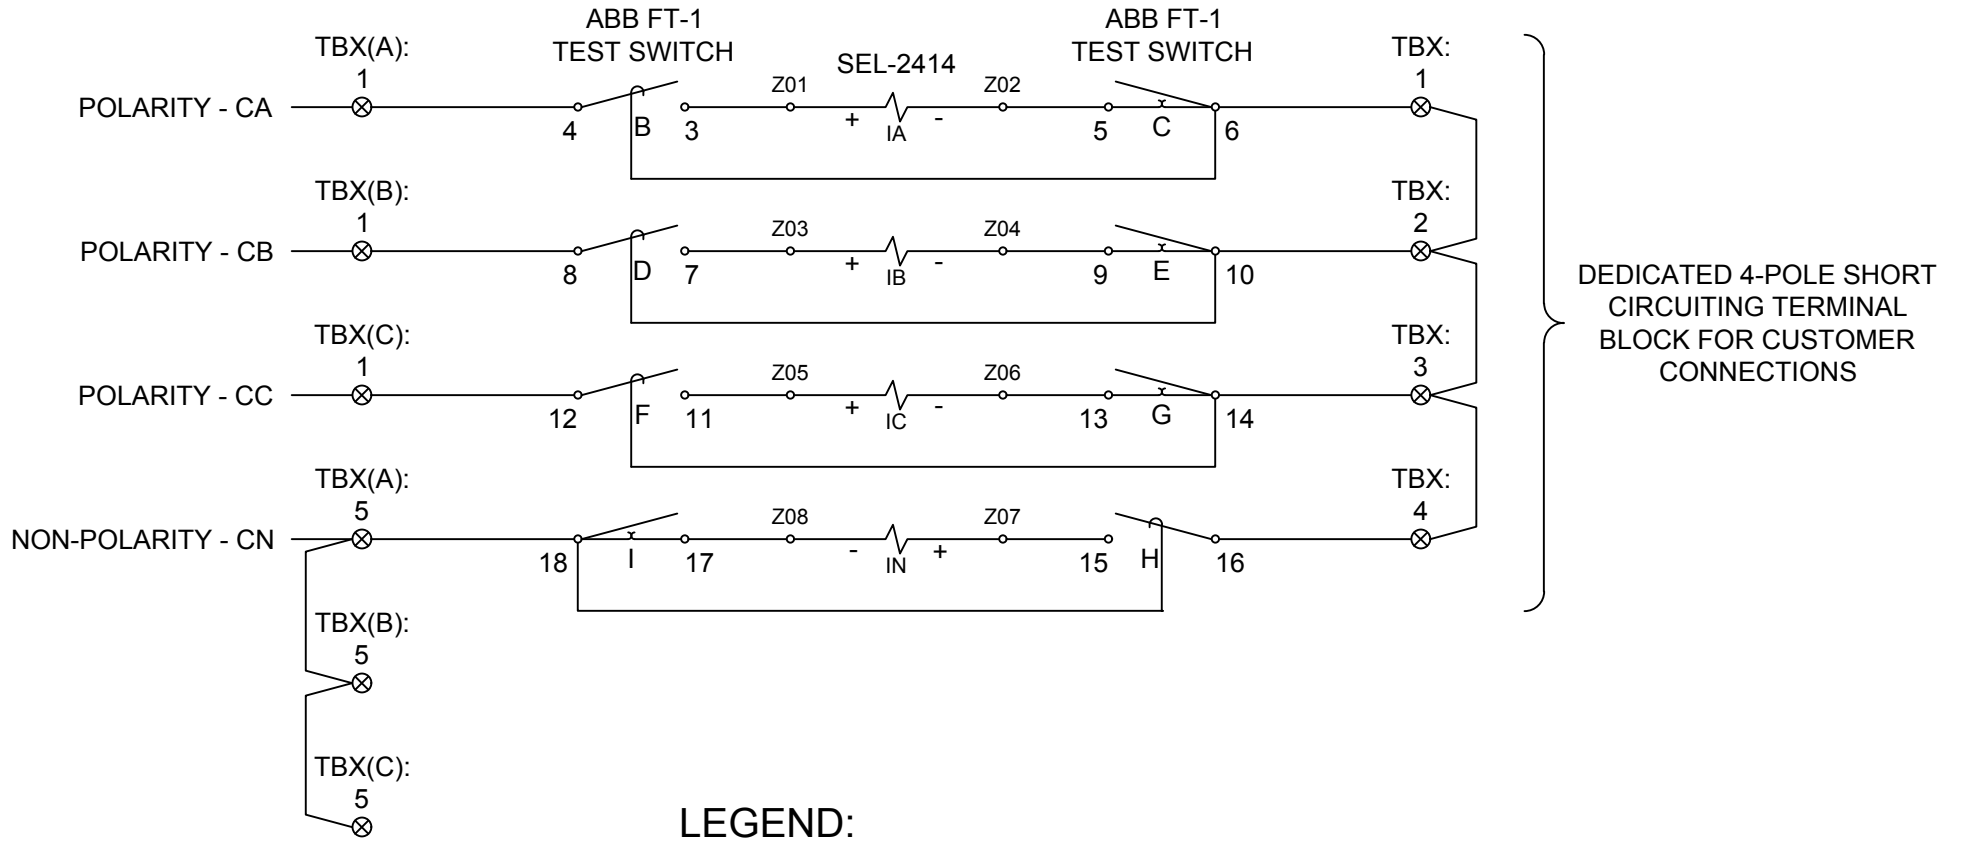 ABB FT-1
TEST SWITCH
ABB FT-1
TEST SWITCH
TBX(A):
1
SEL-2414
TBX:
1
POLARITY - CA
4
B
3
Z01
+
IA
-
Z02
5
C
6
TBX(B):
1
TBX:
2
POLARITY - CB
8
D
7
Z03
+
IB
-
Z04
9
E
10
DEDICATED 4-POLE SHORT
CIRCUITING TERMINAL
BLOCK FOR CUSTOMER
CONNECTIONS
TBX(C):
1
TBX:
3
POLARITY - CC
12
F
11
Z05
+
IC
-
Z06
13
G
14
TBX(A):
5
TBX:
4
NON-POLARITY - CN
18
I
17
Z08
-
IN
+
Z07
15
H
16
TBX(B):
5
TBX(C):
5
LEGEND: